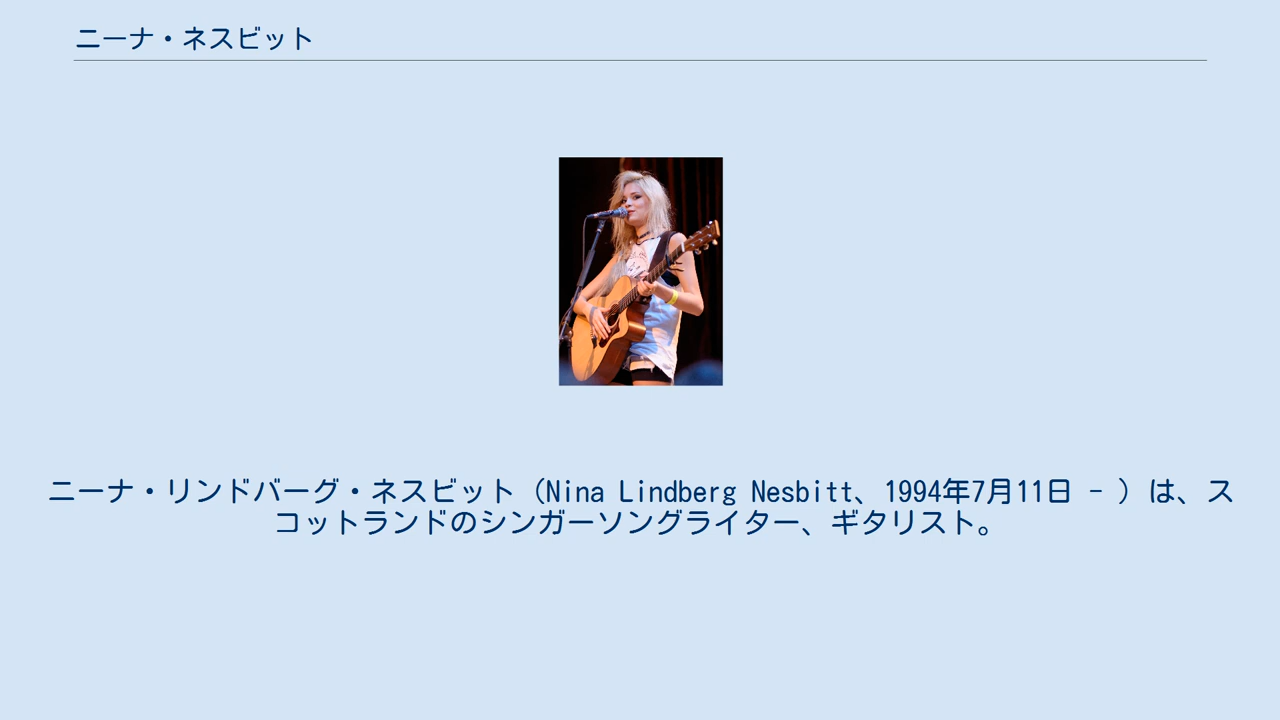 ニーナ・ネスビット
ニーナ・リンドバーグ・ネスビット（Nina Lindberg Nesbitt、1994年7月11日 - ）は、ス
コットランドのシンガーソングライター、ギタリスト。